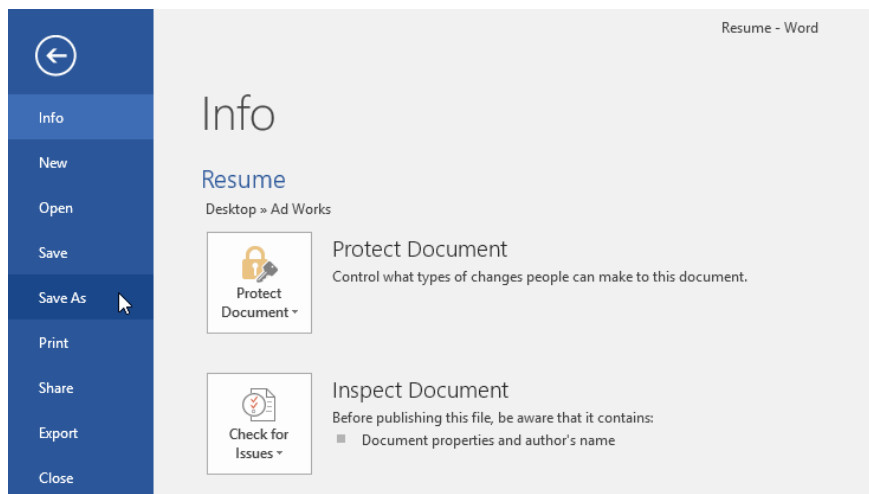 Resume - Word
Info
New
Open
Save
Save As
Print
Share
Export
Close
Info
Resume
Desktop » Ad Works
Protect
Document
Protect Document
Control what types of changes people can make to this document.
Check for
Issues
Inspect Document
Before publishing this file, be aware that it contains:
Document properties and author's name